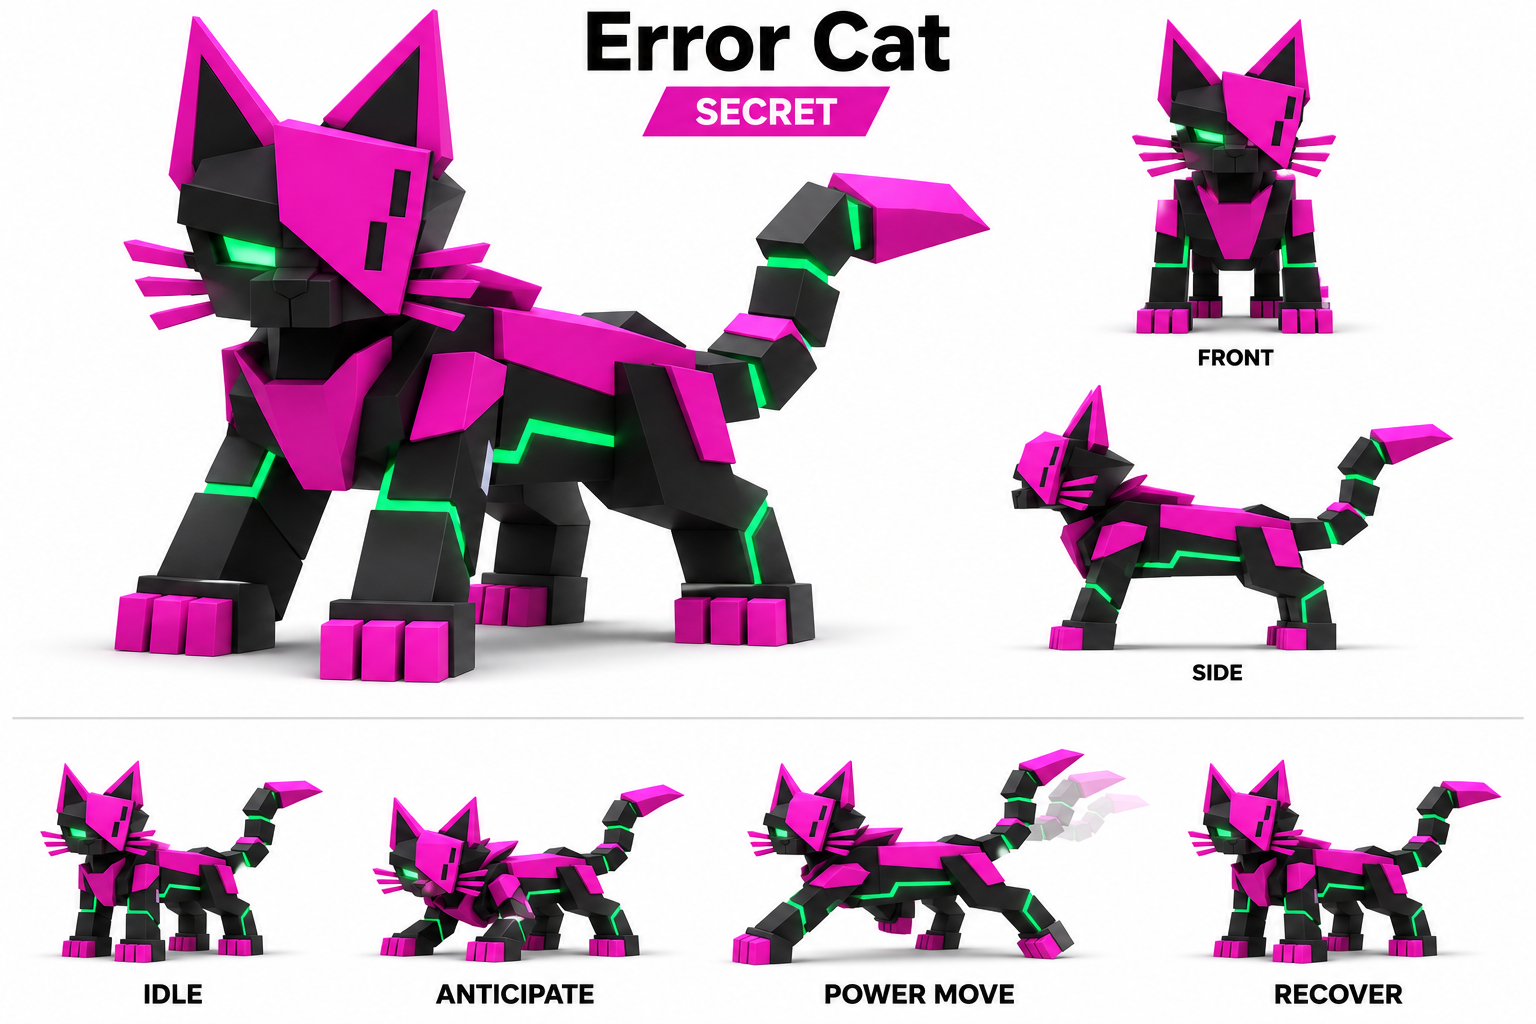 Error Cat
SECRET
FRONT
SIDE
IDLE
ANTICIPATE
POWER MOVE
RECOVER